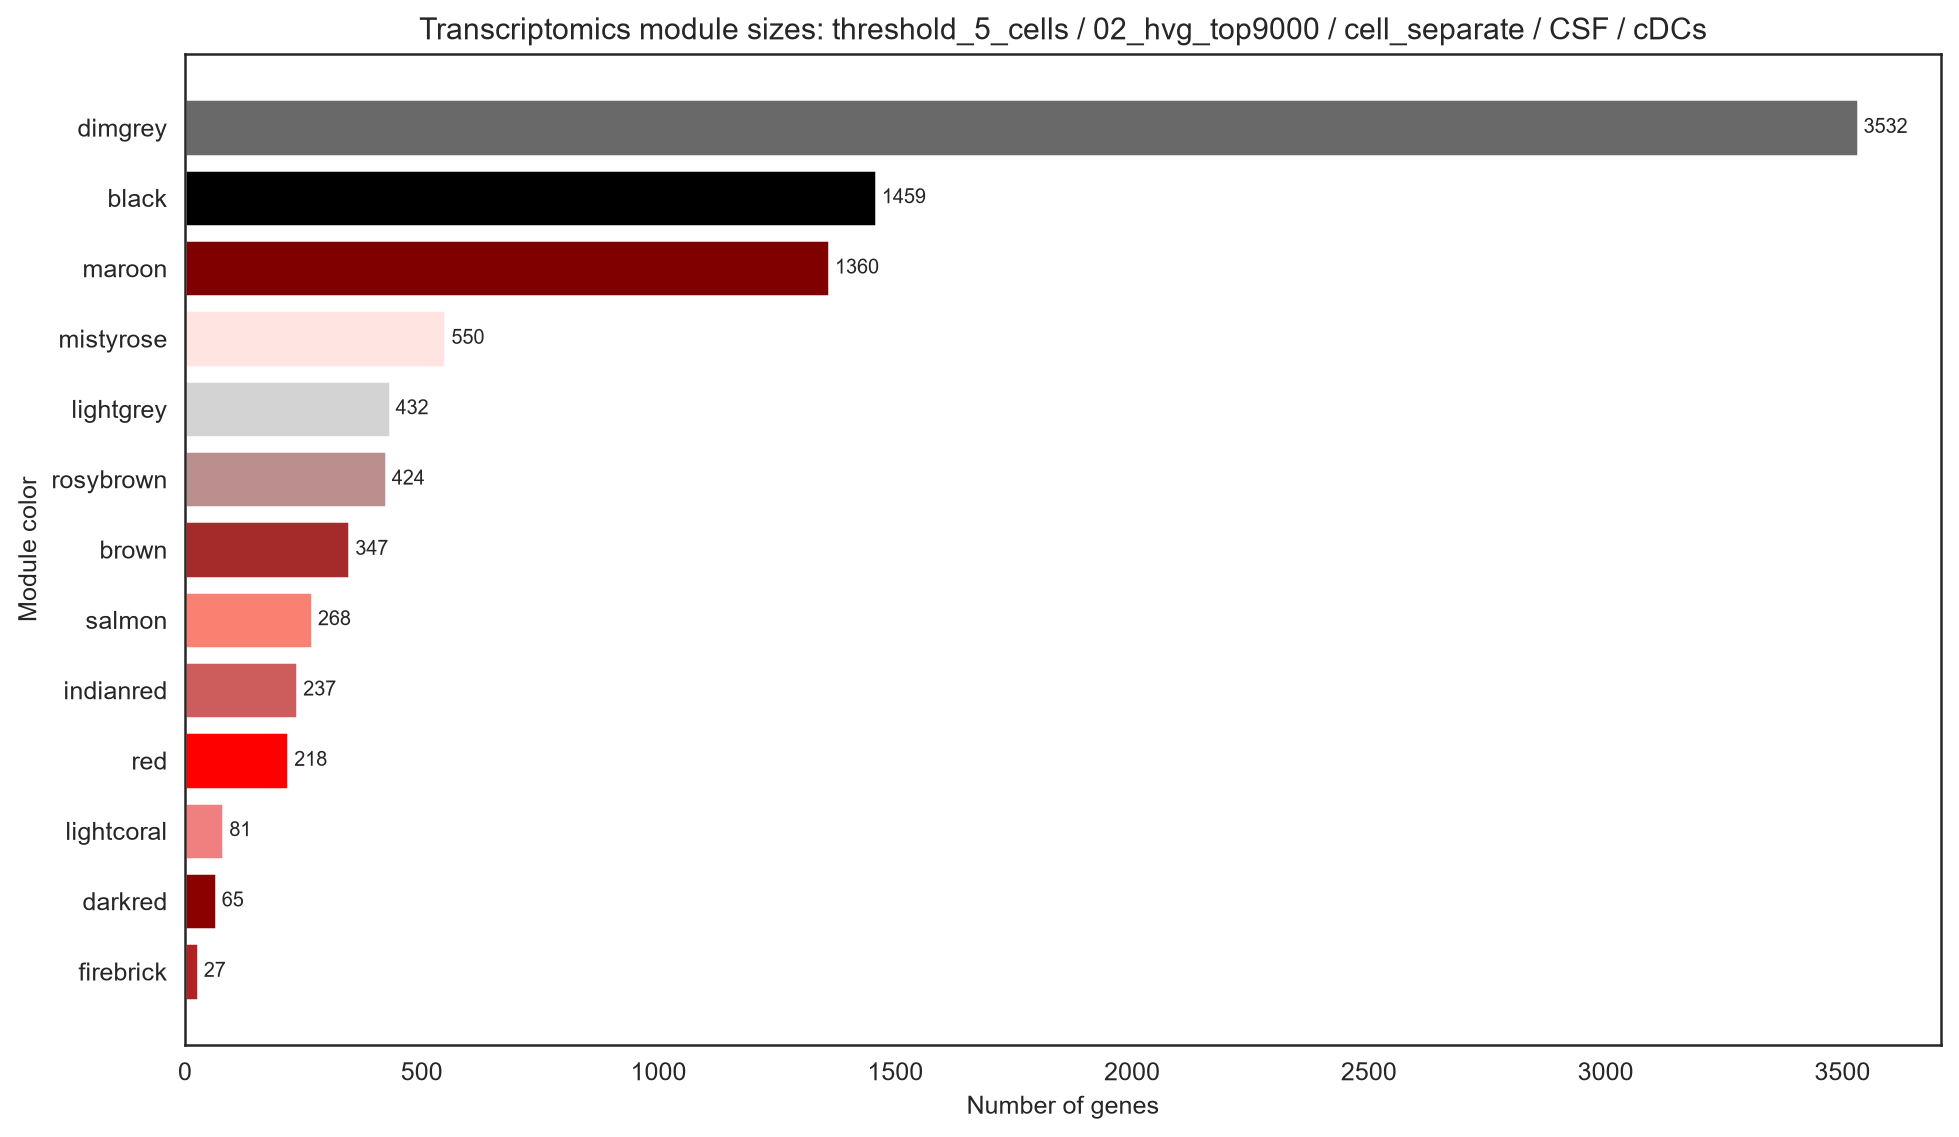 Transcriptomics module sizes: threshold_5_cells / 02_hvg_top9000 / cell_separate / CSF / cDCs
Module color
dimgrey 3532
black 1459
maroon 1360
mistyrose 550
lightgrey 432
rosybrown 424
brown 347
salmon 268
indianred 237
red 218
lightcoral 81
darkred 65
firebrick 27
0 500 1000 1500 2000 2500 3000 3500
Number of genes